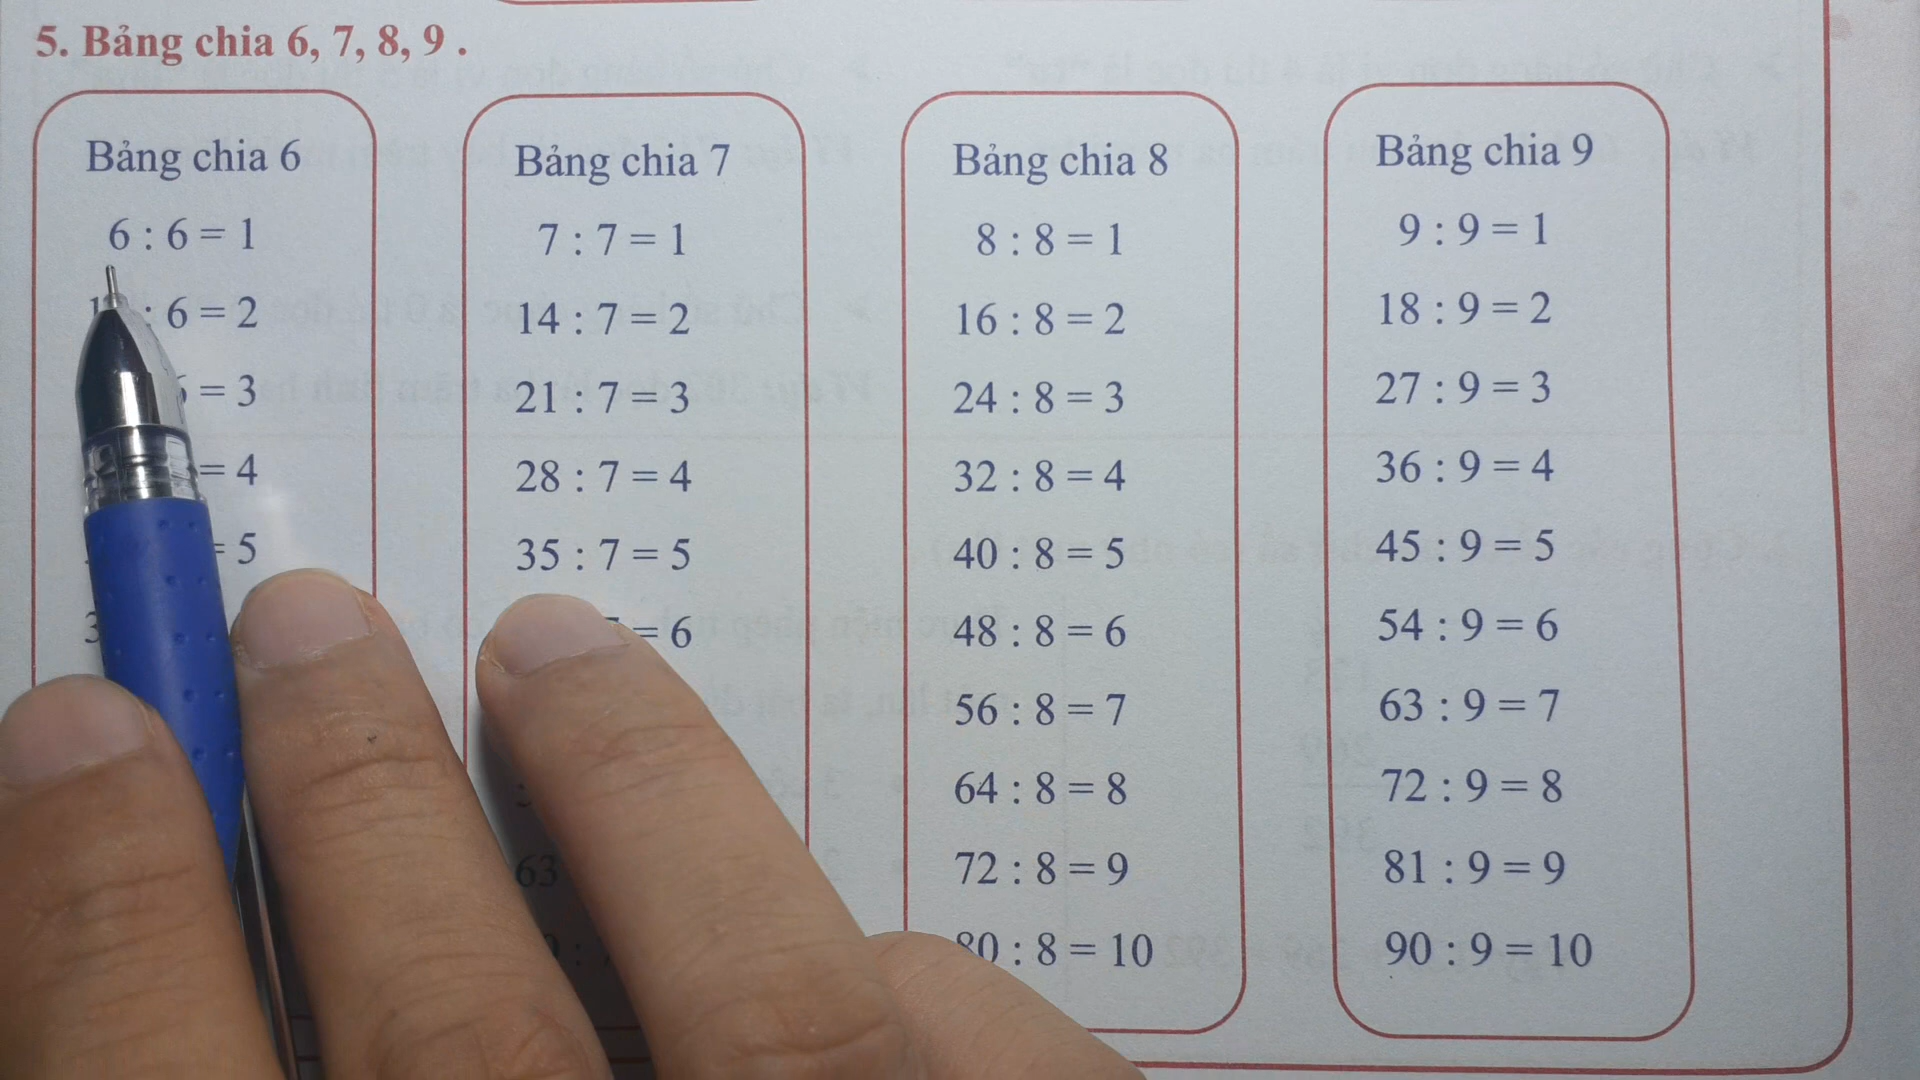 5. Bảng chia 6, 7, 8, 9 .
Bảng chia 6
6 : 6 = 1
: 6 = 2
= 3
= 4
= 5
Bảng chia 7
7 : 7 = 1
14 : 7 = 2
21 : 7 = 3
28 : 7 = 4
35 : 7 = 5
= 6
63
Bảng chia 8
8 : 8 = 1
16 : 8 = 2
24 : 8 = 3
32 : 8 = 4
40 : 8 = 5
48 : 8 = 6
56 : 8 = 7
64 : 8 = 8
72 : 8 = 9
80 : 8 = 10
Bảng chia 9
9 : 9 = 1
18 : 9 = 2
27 : 9 = 3
36 : 9 = 4
45 : 9 = 5
54 : 9 = 6
63 : 9 = 7
72 : 9 = 8
81 : 9 = 9
90 : 9 = 10